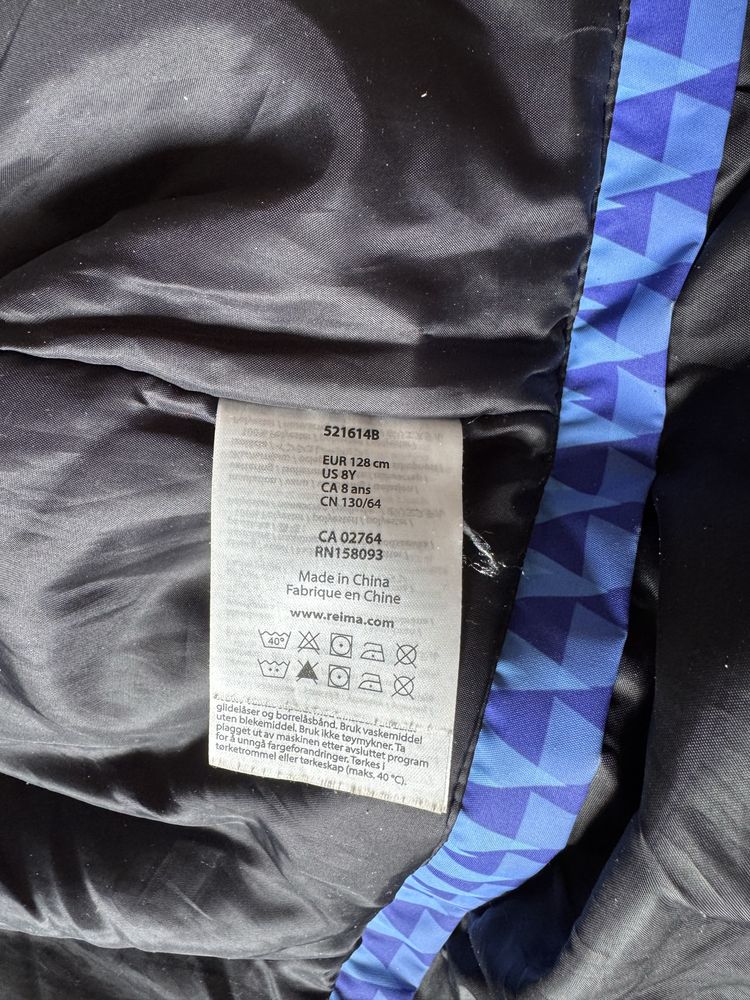 521614B
EUR 128 cm
US 8Y
CA 8 ans
CN 130/64
CA 02764
RN158093
Made in China
Fabrique en Chine
www.reima.com
40°
glidelåser og borrelåsbånd. Bruk vaskemiddel
uten blekemiddel. Bruk ikke tøymykner. Ta
plagget ut av maskinen etter avsluttet program
for å unngå fargeforandringer. Tørkes i
tørketrommel eller tørkeskap (maks. 40 °C).